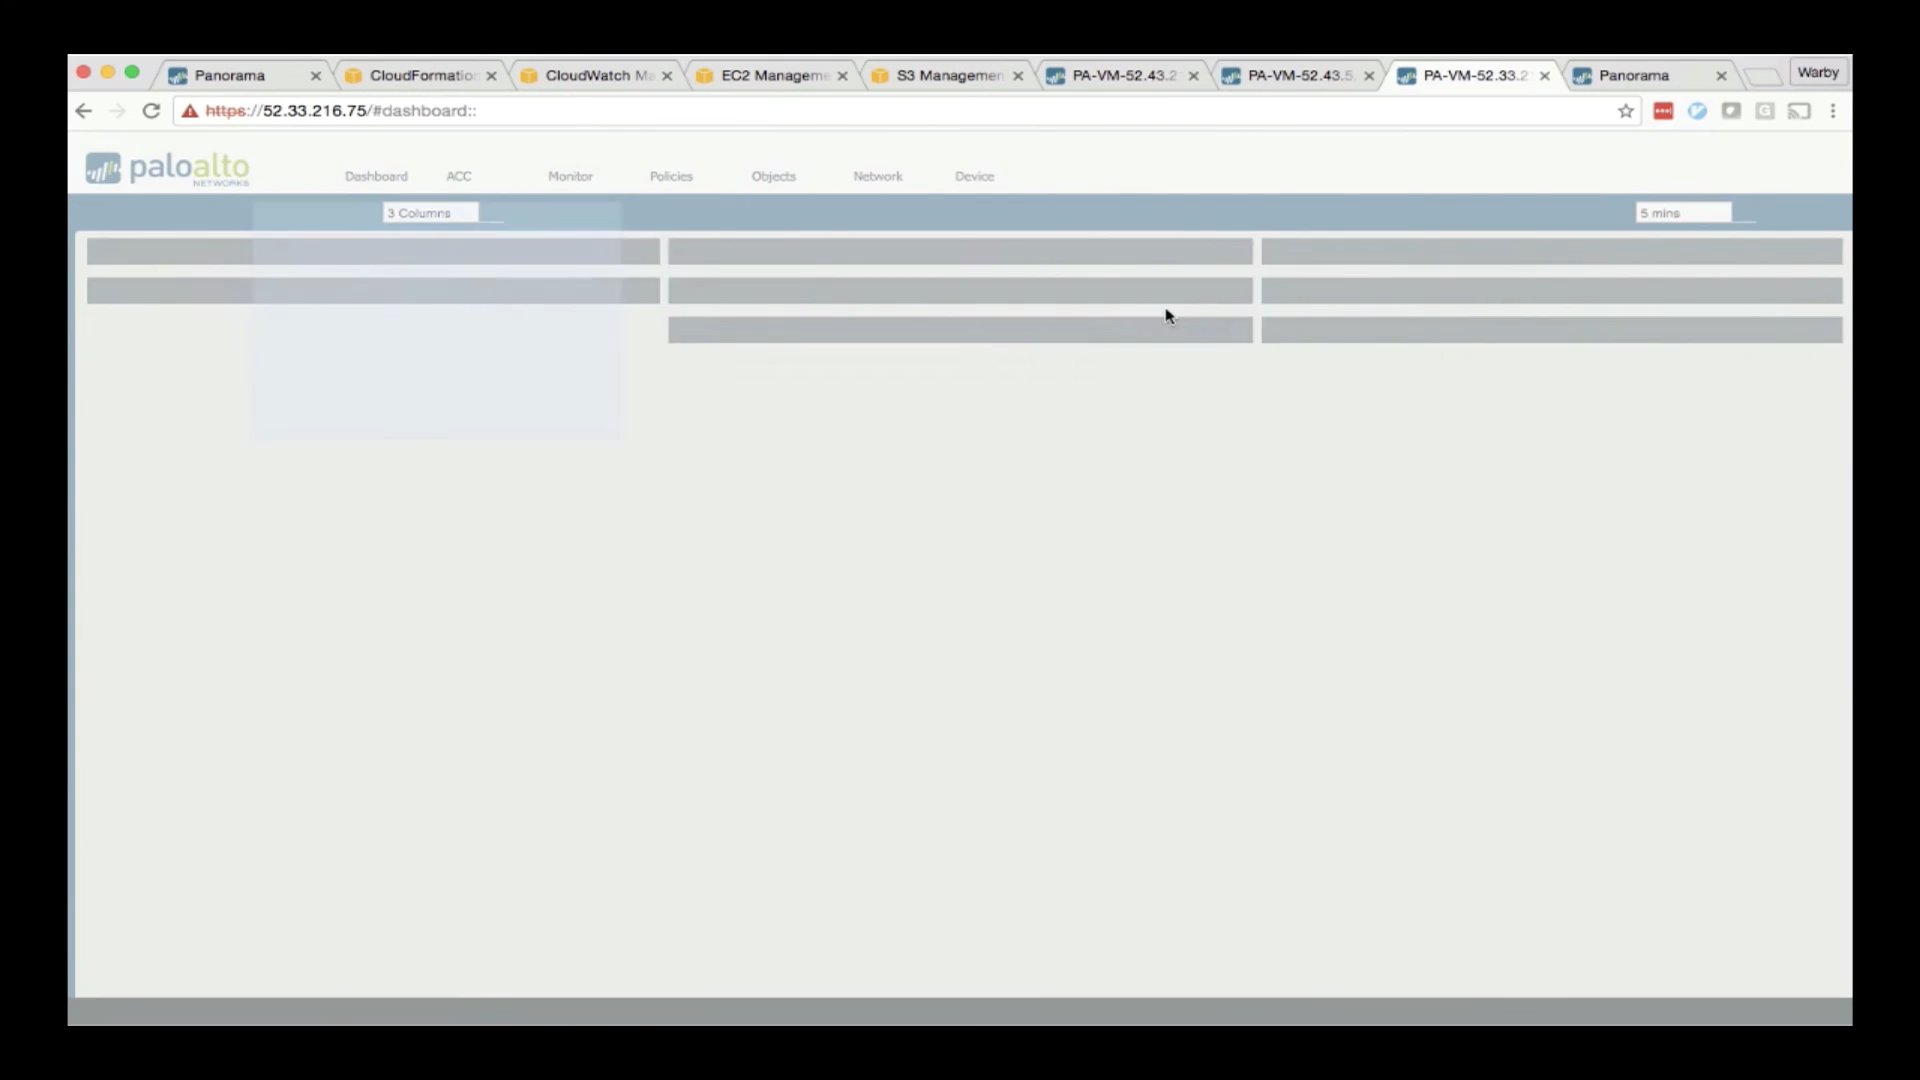 Panorama
CloudFormatio
CloudWatch Ma
EC2 Manageme
S3 Managemen
PA-VM-52.43.2
PA-VM-52.43.5
PA-VM-52.33.2
Panorama
Warby
https://52.33.216.75/#dashboard::
paloalto
NETWORKS
Dashboard ACC Monitor Policies Objects Network Device
3 Columns
5 mins